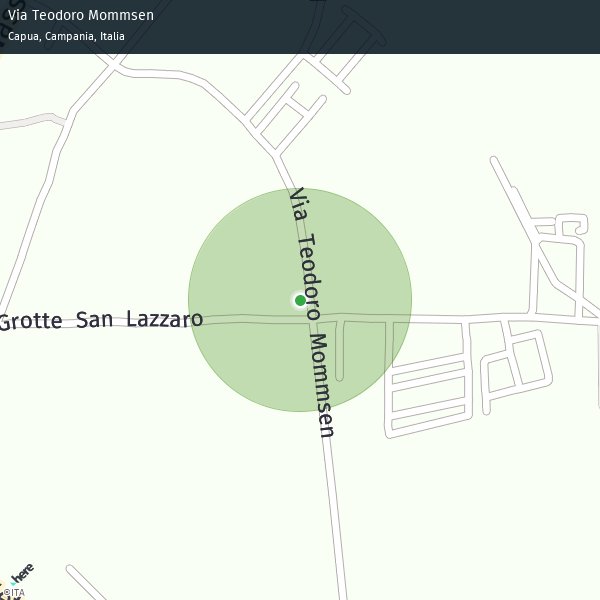 Via Teodoro Mommsen
Capua, Campania, Italia
Via Teodoro Mommsen
Grotte San Lazzaro
here
©ITA